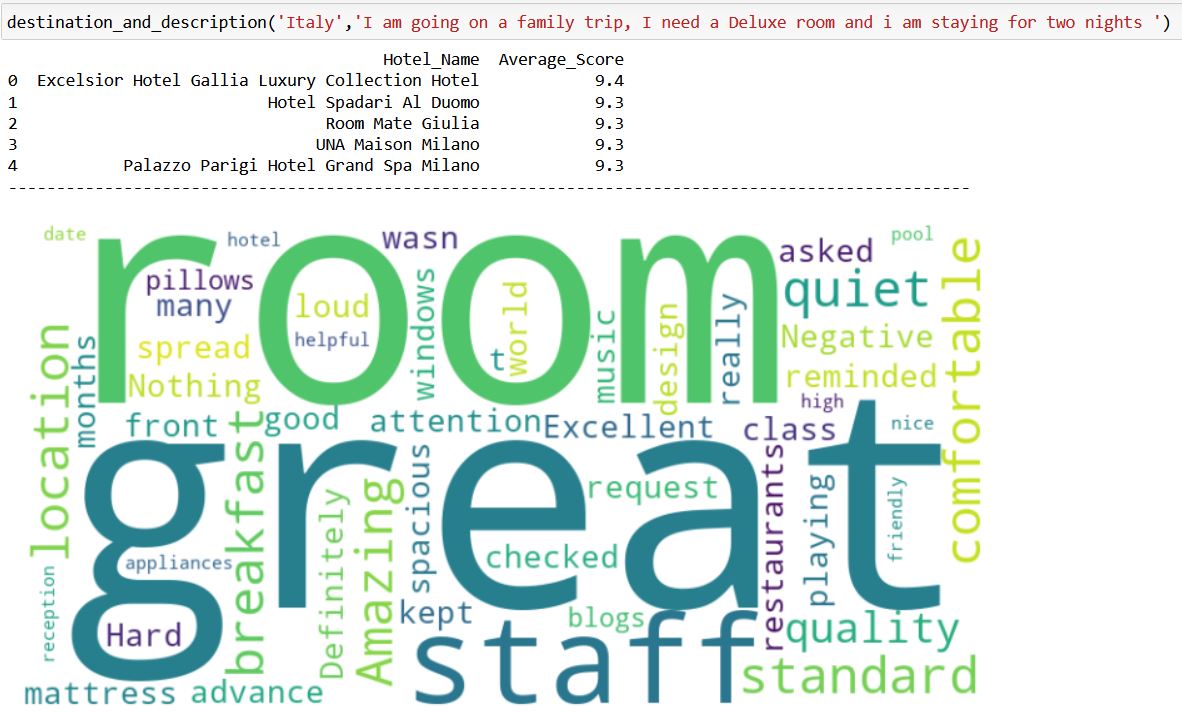 destination_and_description('Italy','I am going on a family trip, I need a Deluxe room and i am staying for two nights ')
Hotel_Name Average_Score
0 Excelsior Hotel Gallia Luxury Collection Hotel 9.4
1 Hotel Spadari Al Duomo 9.3
2 Room Mate Giulia 9.3
3 UNA Maison Milano 9.3
4 Palazzo Parigi Hotel Grand Spa Milano 9.3
----------------------------------------------------------------------------------------------------
date
hotel
wasn
asked
pool
room
pillows
many
loud
helpful
windows
t
world
music
design
really
quiet
comfortable
Negative
reminded
spread
Nothing
location
months
front
good
attention
Excellent
high
class
nice
great
breakfast
Definitely
Amazing
spacious
request
checked
restaurants
playing
friendly
appliances
reception
Hard
kept
blogs
staff
quality
standard
mattress
advance